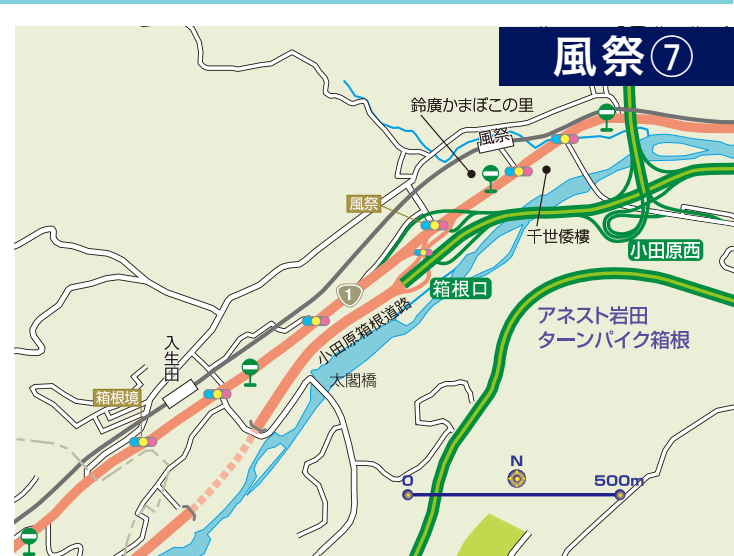 風祭⑦
鈴廣かまぼこの里
風祭
風祭
千世倭樓
小田原西
箱根口
1
小田原箱根道路
アネスト岩田
ターンパイク箱根
入生田
太閤橋
箱根境
N
0
500m